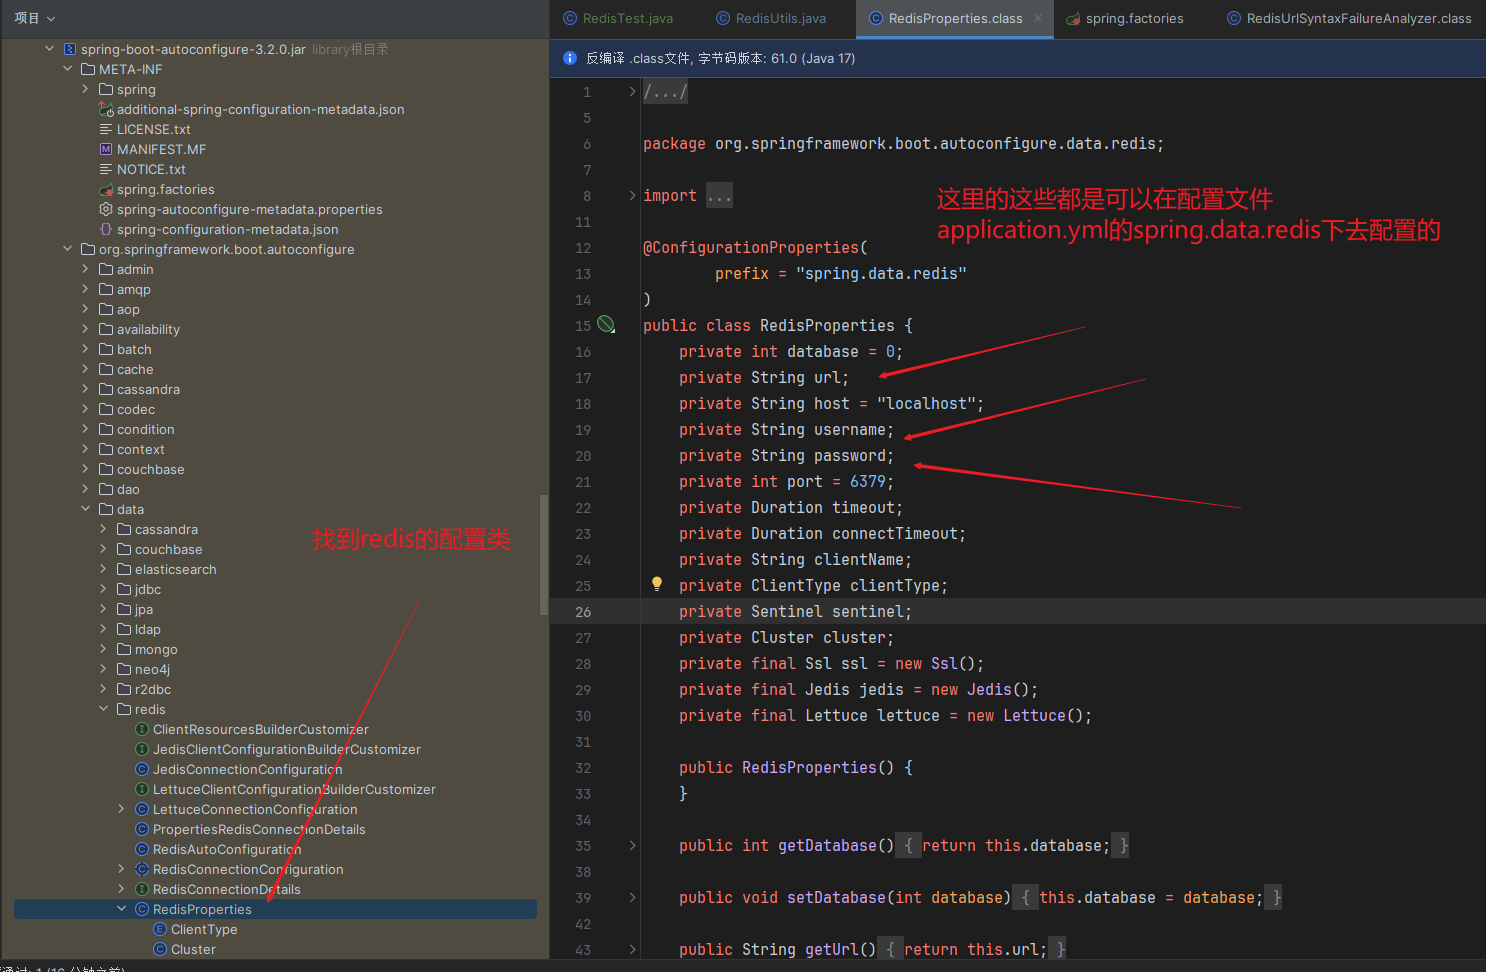 项目
RedisTest.java
RedisUtils.java
RedisProperties.class
spring.factories
RedisUrlSyntaxFailureAnalyzer.class
spring-boot-autoconfigure-3.2.0.jar library根目录
META-INF
spring
additional-spring-configuration-metadata.json
LICENSE.txt
MANIFEST.MF
NOTICE.txt
spring.factories
spring-autoconfigure-metadata.properties
spring-configuration-metadata.json
org.springframework.boot.autoconfigure
admin
amqp
aop
availability
batch
cache
cassandra
codec
condition
context
couchbase
dao
data
cassandra
couchbase
elasticsearch
jdbc
jpa
ldap
mongo
neo4j
r2dbc
redis
ClientResourcesBuilderCustomizer
JedisClientConfigurationBuilderCustomizer
JedisConnectionConfiguration
LettuceClientConfigurationBuilderCustomizer
LettuceConnectionConfiguration
PropertiesRedisConnectionDetails
RedisAutoConfiguration
RedisConnectionConfiguration
RedisConnectionDetails
RedisProperties
ClientType
Cluster
找到redis的配置类
反编译 .class文件, 字节码版本: 61.0 (Java 17)
1 /.../
5
6 package org.springframework.boot.autoconfigure.data.redis;
7
8 import ...
11
这里的这些都是可以在配置文件
application.yml的spring.data.redis下去配置的
12 @ConfigurationProperties(
13 prefix = "spring.data.redis"
14 )
15 public class RedisProperties {
16 private int database = 0;
17 private String url;
18 private String host = "localhost";
19 private String username;
20 private String password;
21 private int port = 6379;
22 private Duration timeout;
23 private Duration connectTimeout;
24 private String clientName;
25 private ClientType clientType;
26 private Sentinel sentinel;
27 private Cluster cluster;
28 private final Ssl ssl = new Ssl();
29 private final Jedis jedis = new Jedis();
30 private final Lettuce lettuce = new Lettuce();
31
32 public RedisProperties() {
33 }
34
35 public int getDatabase() { return this.database; }
38
39 public void setDatabase(int database) { this.database = database; }
42
43 public String getUrl() { return this.url; }